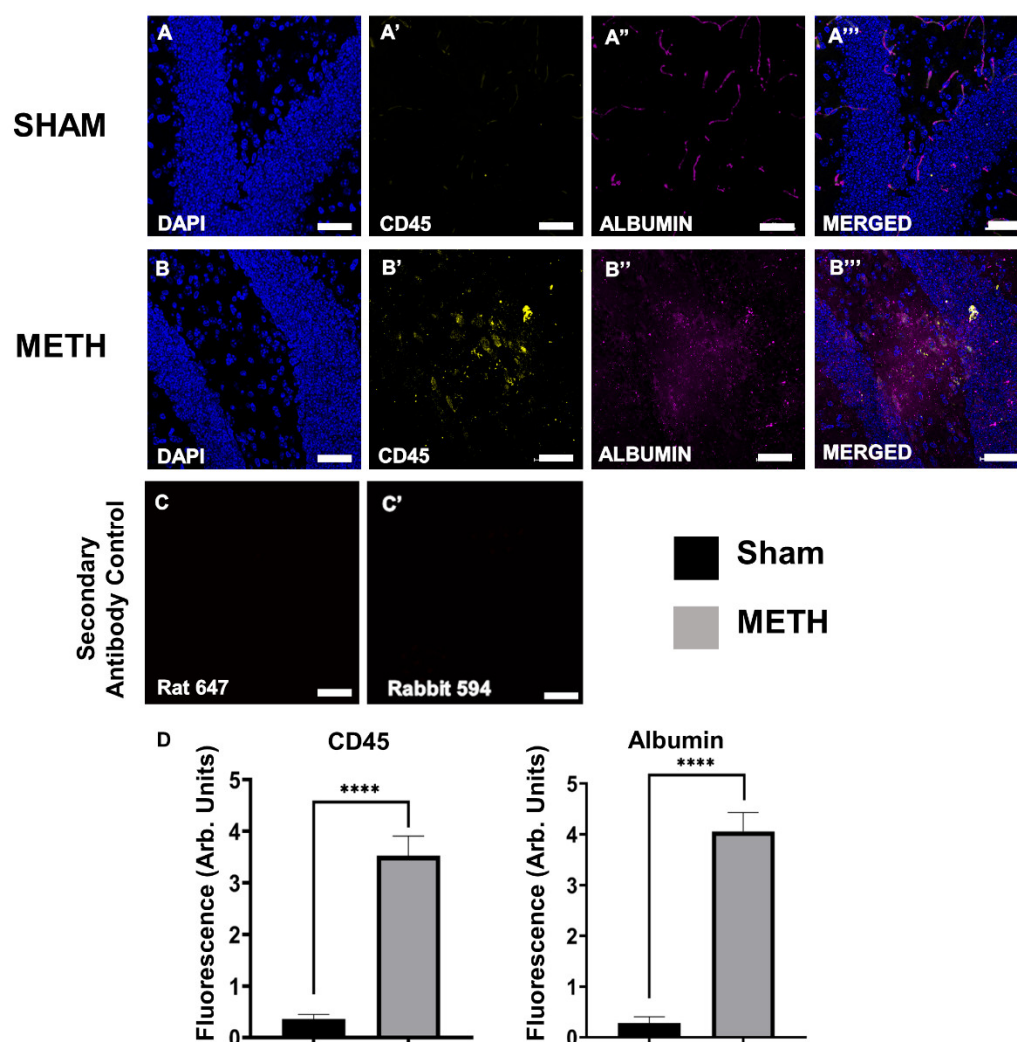 A
A'
A''
A'''
SHAM
DAPI
CD45
ALBUMIN
MERGED
B
B'
B''
B'''
METH
DAPI
CD45
ALBUMIN
MERGED
Secondary
Antibody Control
C
C'
Rat 647
Rabbit 594
Sham
METH
D
CD45
Fluorescence (Arb. Units)
5
4
3
2
1
0
****
Albumin
Fluorescence (Arb. Units)
5
4
3
2
1
0
****